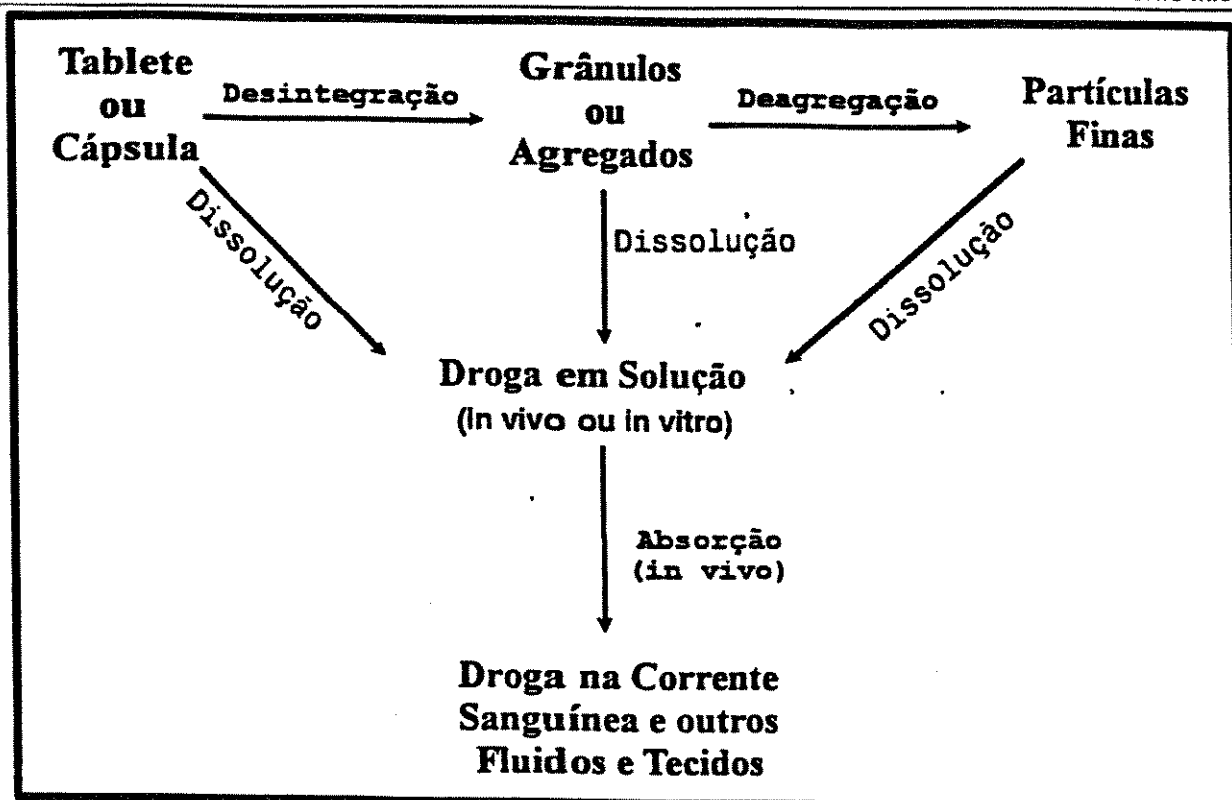 Tablete
ou
Cápsula
Desintegração
Grânulos
ou
Agregados
Deagregação
Partículas
Finas
Dissolução
Dissolução
Dissolução
Droga em Solução
(in vivo ou in vitro)
Absorção
(in vivo)
Droga na Corrente
Sanguínea e outros
Fluidos e Tecidos